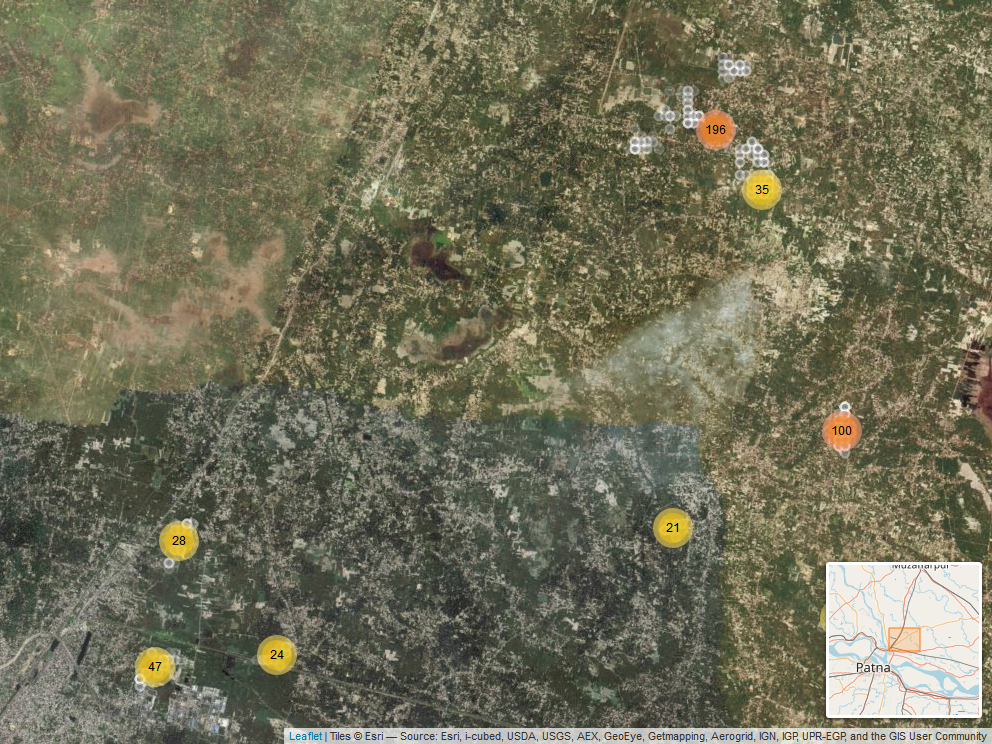 196
35
100
28
21
47
24
Muzaffarpur
Patna
Leaflet | Tiles © Esri — Source: Esri, i-cubed, USDA, USGS, AEX, GeoEye, Getmapping, Aerogrid, IGN, IGP, UPR-EGP, and the GIS User Community